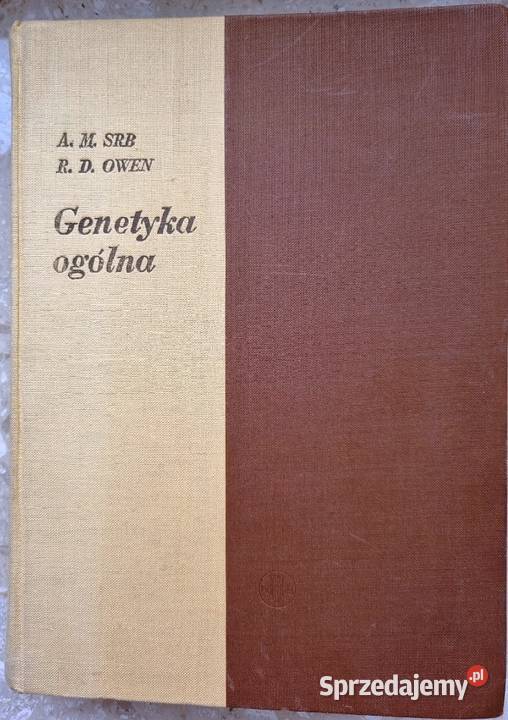 A. M. SRB
R. D. OWEN
Genetyka
ogólna
Sprzedajemy.pl